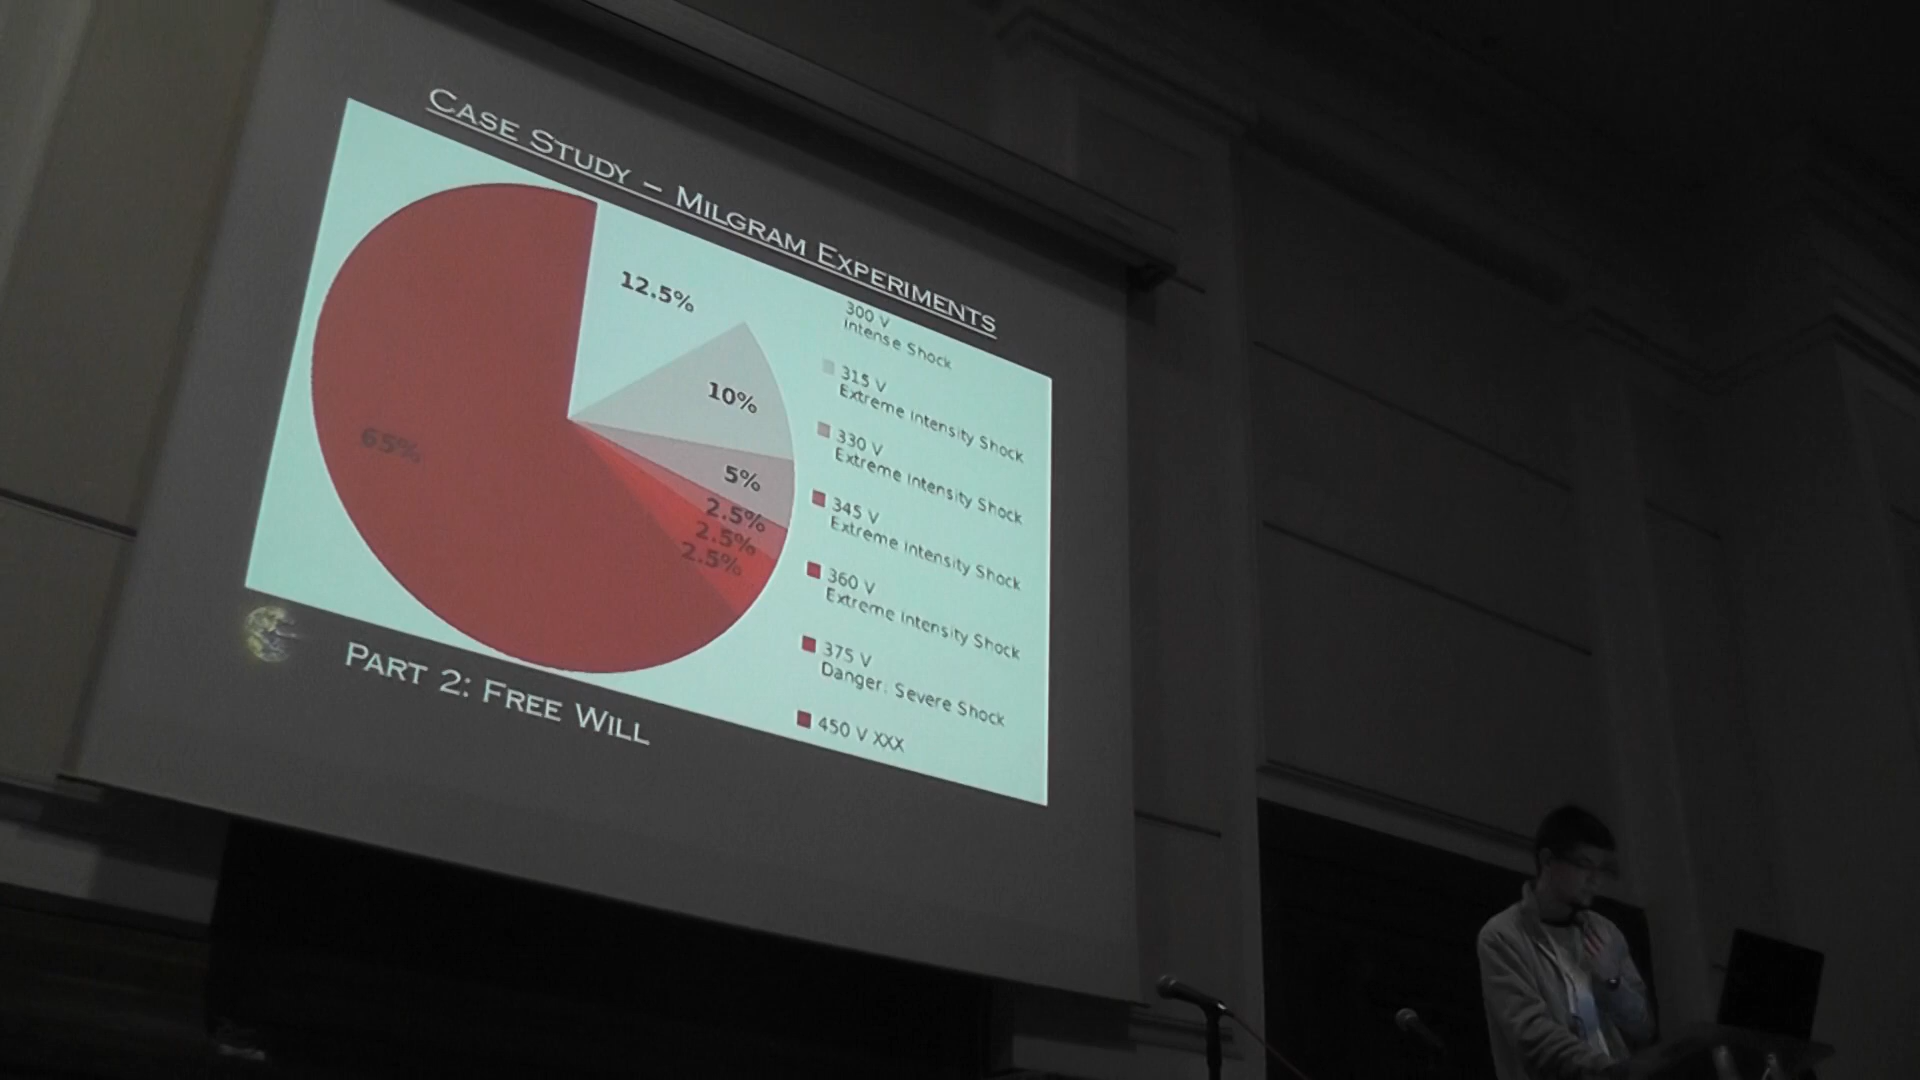 CASE STUDY – MILGRAM EXPERIMENTS
12.5%
10%
5%
2.5%
2.5%
2.5%
65%
300 V
Intense Shock
315 V
Extreme Intensity Shock
330 V
Extreme Intensity Shock
345 V
Extreme Intensity Shock
360 V
Extreme Intensity Shock
375 V
Danger: Severe Shock
450 V XXX
PART 2: FREE WILL